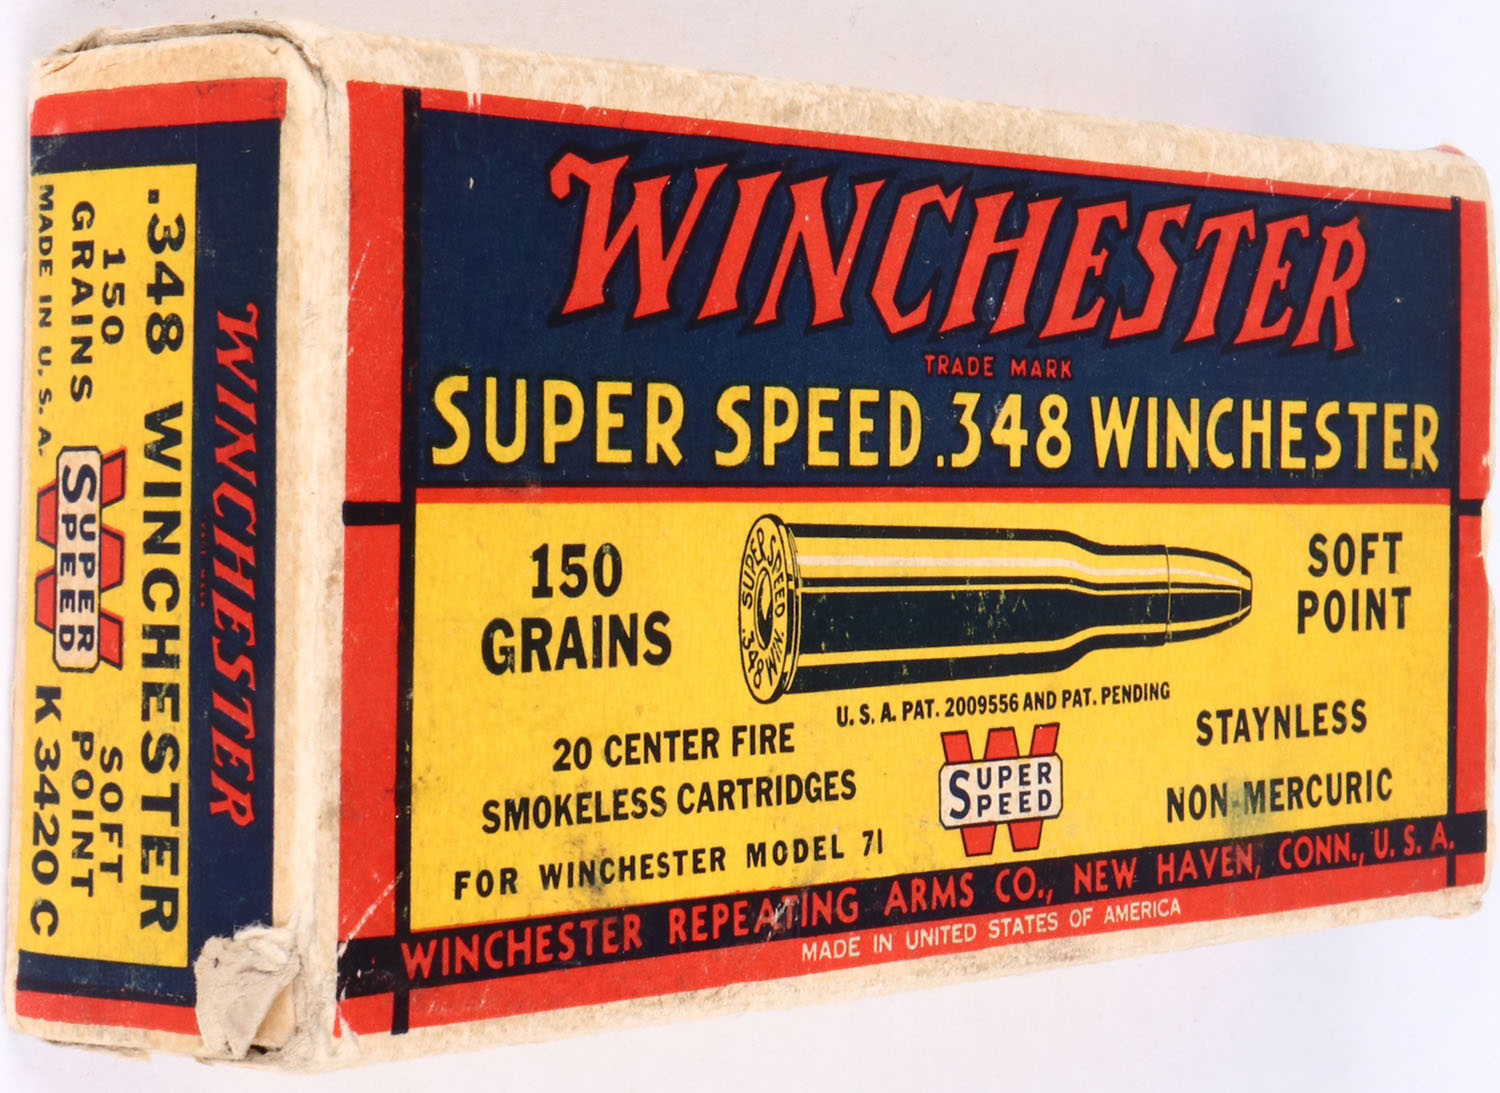 WINCHESTER
TRADE MARK
SUPER SPEED .348 WINCHESTER
150
GRAINS
SUPER SPEED
.348 WIN.
SOFT
POINT
U. S. A. PAT. 2009556 AND PAT. PENDING
20 CENTER FIRE
SMOKELESS CARTRIDGES
FOR WINCHESTER MODEL 71
SUPER
SPEED
STAYNLESS
NON-MERCURIC
WINCHESTER REPEATING ARMS CO., NEW HAVEN, CONN., U. S. A.
MADE IN UNITED STATES OF AMERICA
WINCHESTER
TRADE MARK
.348 WINCHESTER
150
GRAINS
MADE IN U. S. A.
SUPER
SPEED
SOFT
POINT
K 3420 C